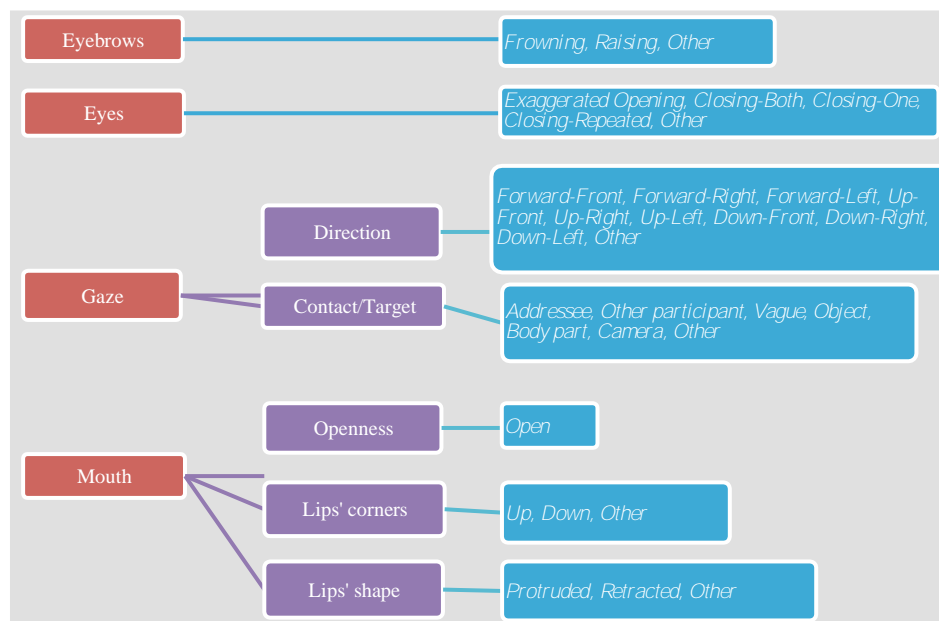 Eyebrows
Frowning, Raising, Other
Eyes
Exaggerated Opening, Closing-Both, Closing-One,
Closing-Repeated, Other
Direction
Forward-Front, Forward-Right, Forward-Left, Up-
Front, Up-Right, Up-Left, Down-Front, Down-Right,
Down-Left, Other
Gaze
Contact/Target
Addressee, Other participant, Vague, Object,
Body part, Camera, Other
Openness
Open
Mouth
Lips' corners
Up, Down, Other
Lips' shape
Protruded, Retracted, Other